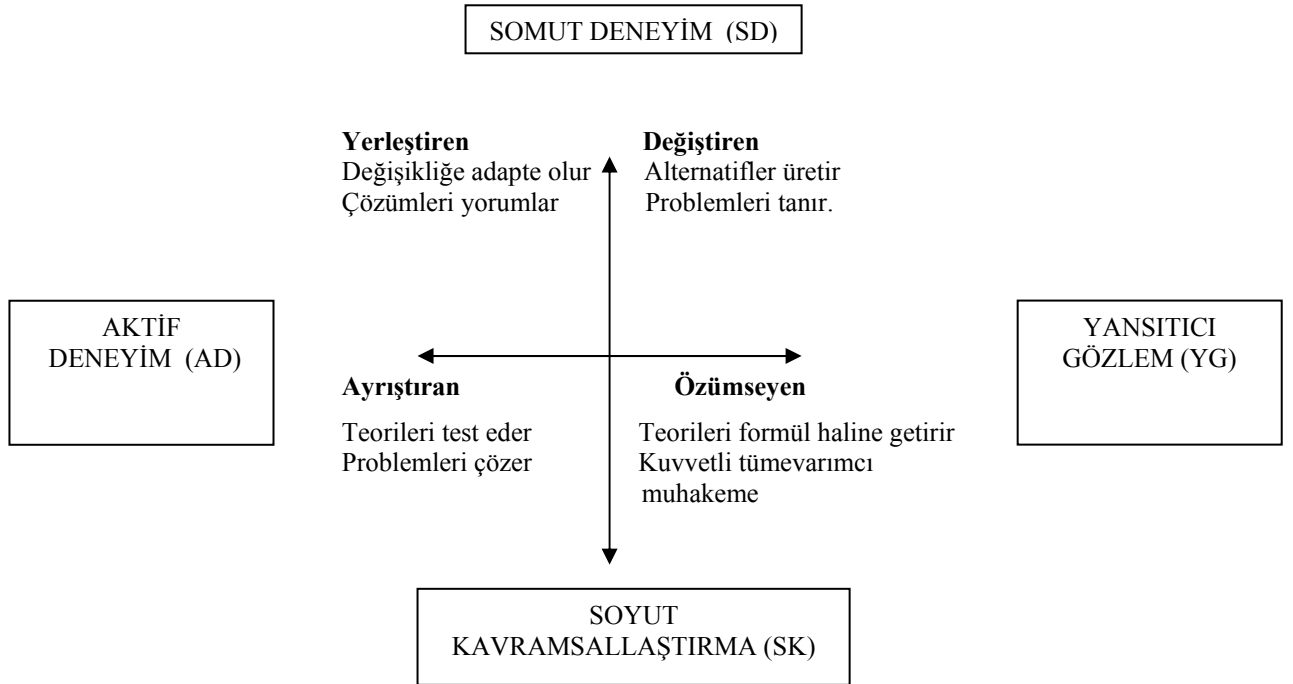 SOMUT DENEYİM (SD)
Yerleştiren
Değişikliğe adapte olur
Çözümleri yorumlar
Değiştiren
Alternatifler üretir
Problemleri tanır.
AKTİF
DENEYİM (AD)
YANSITICI
GÖZLEM (YG)
Ayrıştıran
Teorileri test eder
Problemleri çözer
Özümseyen
Teorileri formül haline getirir
Kuvvetli tümevarımcı
muhakeme
SOYUT
KAVRAMSALLAŞTIRMA (SK)